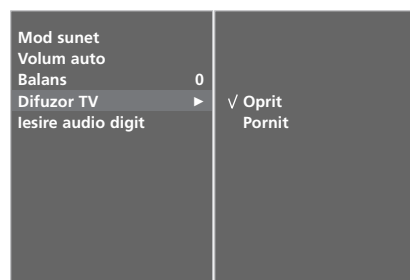 Mod sunet
Volum auto
Balans 0
Difuzor TV ►
Iesire audio digit
√ Oprit
Pornit